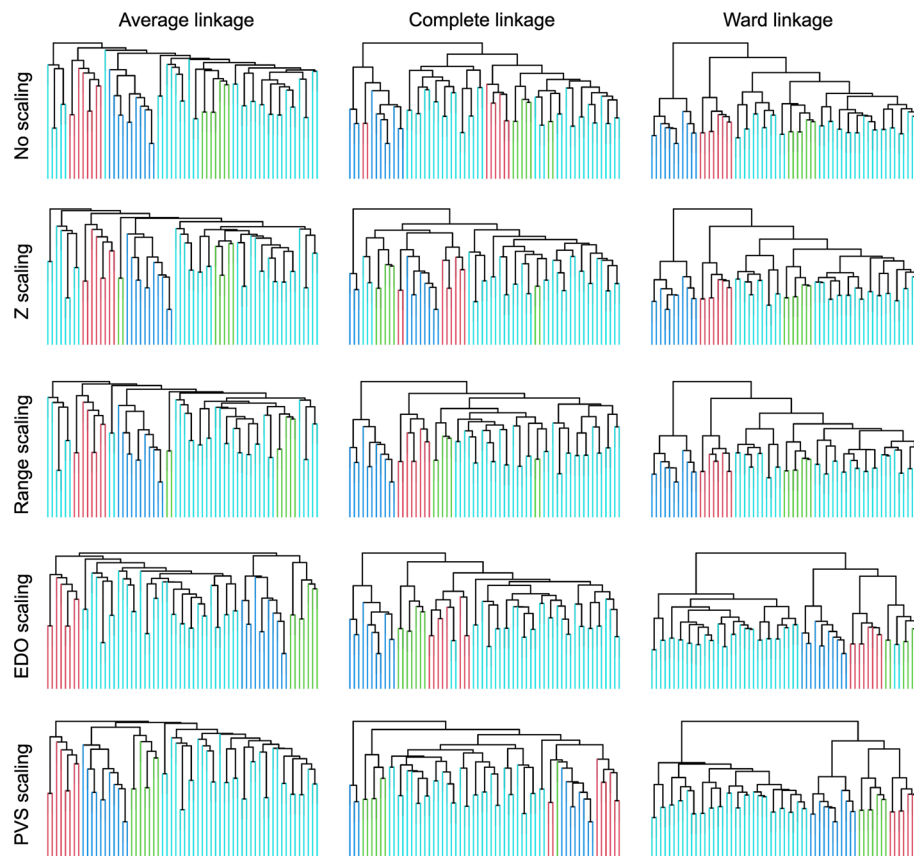 Average linkage
Complete linkage
Ward linkage
No scaling
Z scaling
Range scaling
EDO scaling
PVS scaling